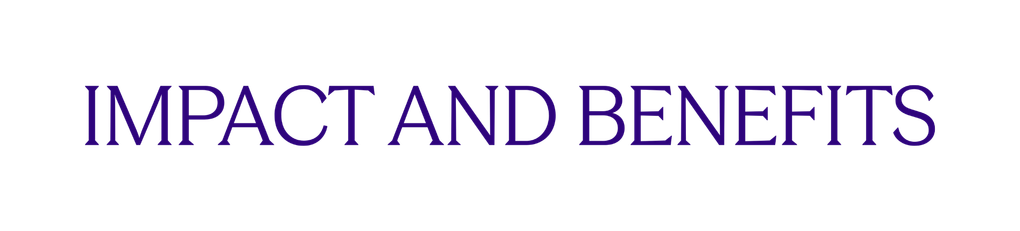 IMPACT AND BENEFITS